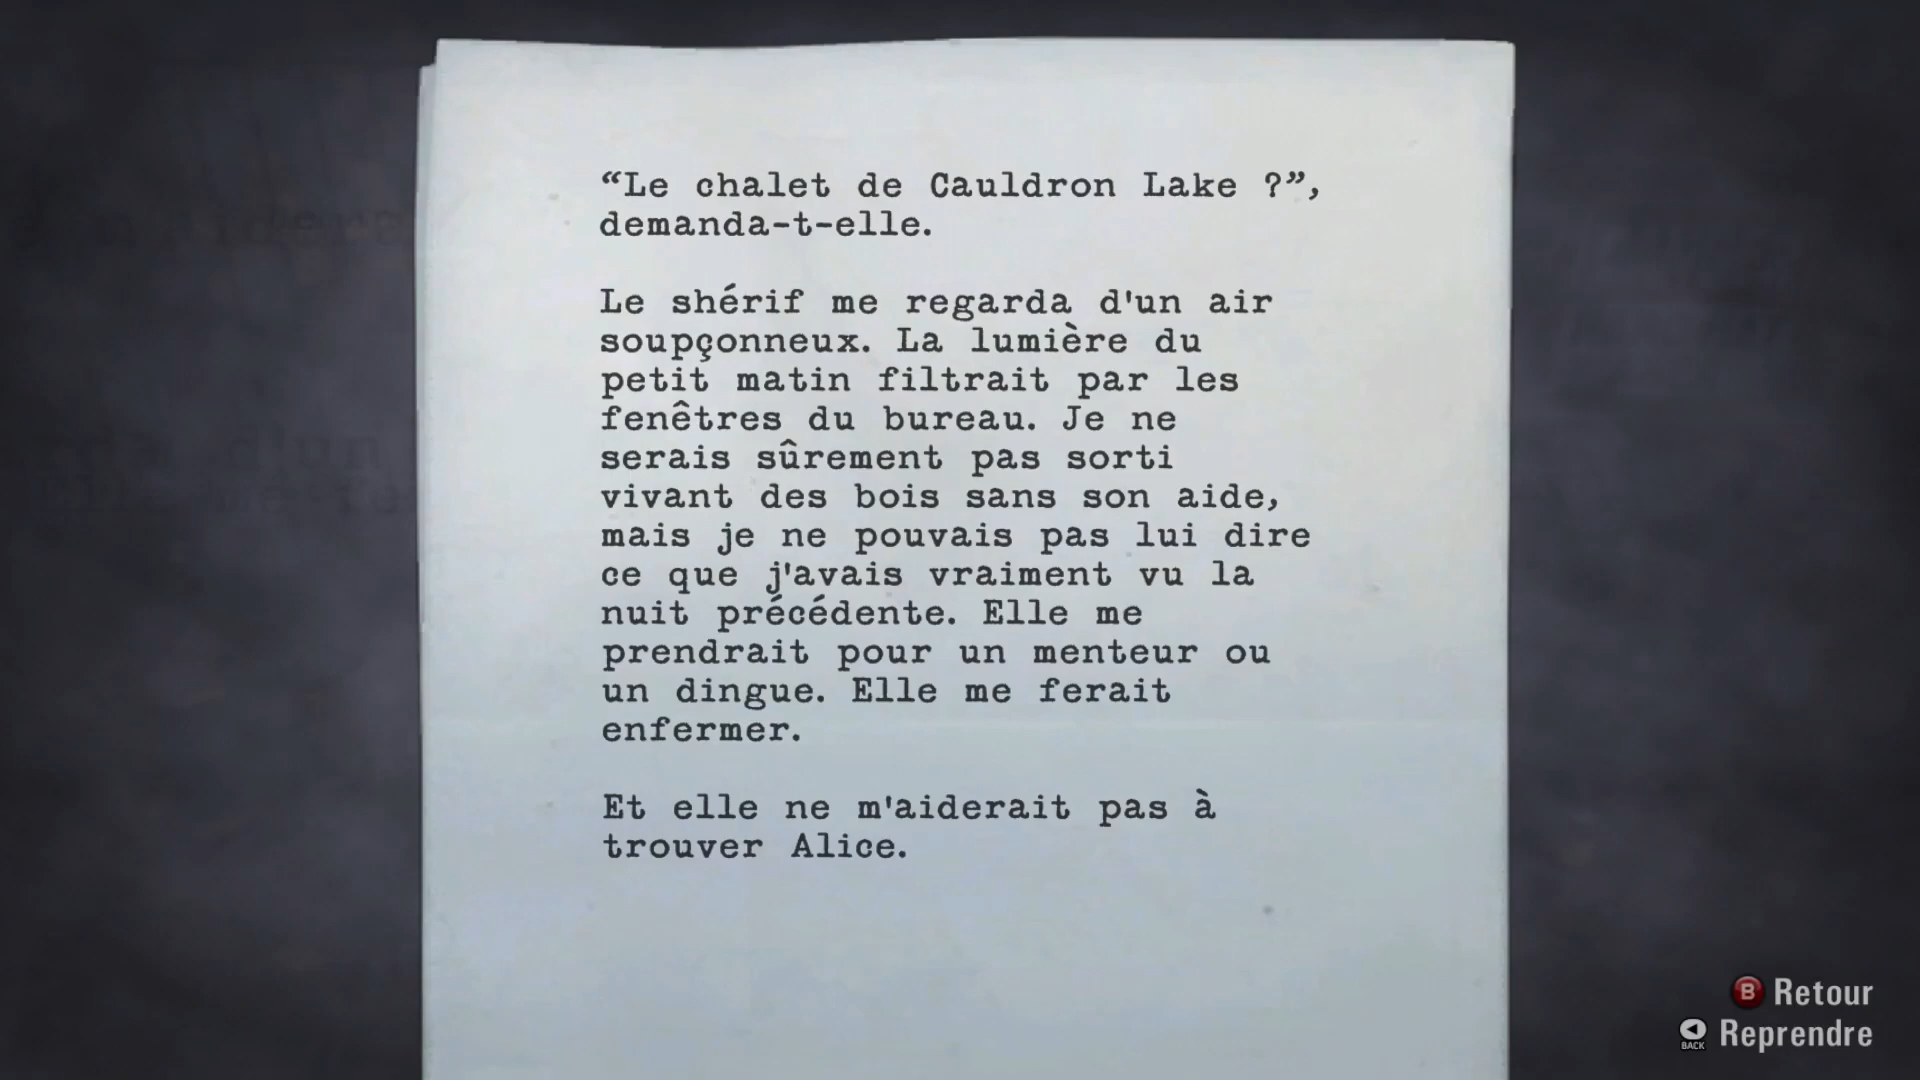 “Le chalet de Cauldron Lake ?”,
demanda-t-elle.
Le shérif me regarda d'un air
soupçonneux. La lumière du
petit matin filtrait par les
fenêtres du bureau. Je ne
serais sûrement pas sorti
vivant des bois sans son aide,
mais je ne pouvais pas lui dire
ce que j'avais vraiment vu la
nuit précédente. Elle me
prendrait pour un menteur ou
un dingue. Elle me ferait
enfermer.
Et elle ne m'aiderait pas à
trouver Alice.
B Retour
BACK Reprendre